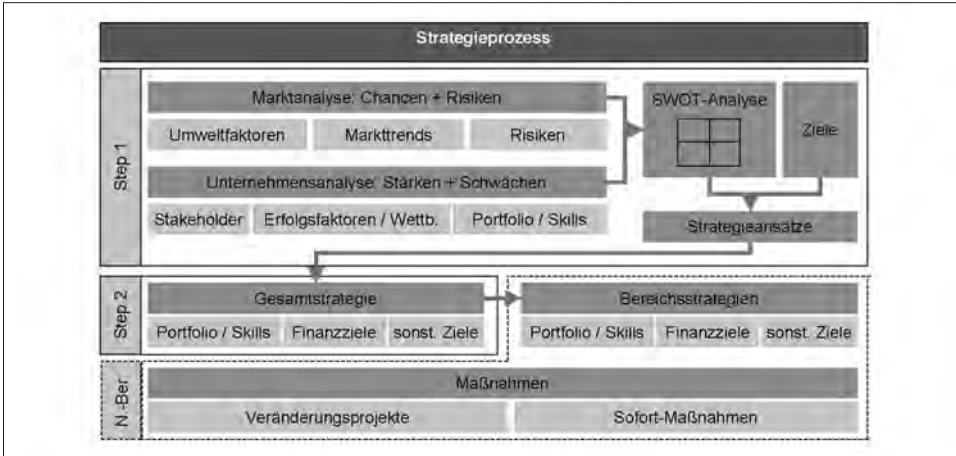 Strategieprozess
Step 1
Marktanalyse: Chancen + Risiken
Umweltfaktoren
Markttrends
Risiken
Unternehmensanalyse: Stärken + Schwächen
Stakeholder
Erfolgsfaktoren / Wettb.
Portfolio / Skills
SWOT-Analyse
Ziele
Strategieansätze
Step 2
Gesamtstrategie
Portfolio / Skills
Finanzziele
sonst. Ziele
Bereichsstrategien
Portfolio / Skills
Finanzziele
sonst. Ziele
N.-Ber
Maßnahmen
Veränderungsprojekte
Sofort-Maßnahmen